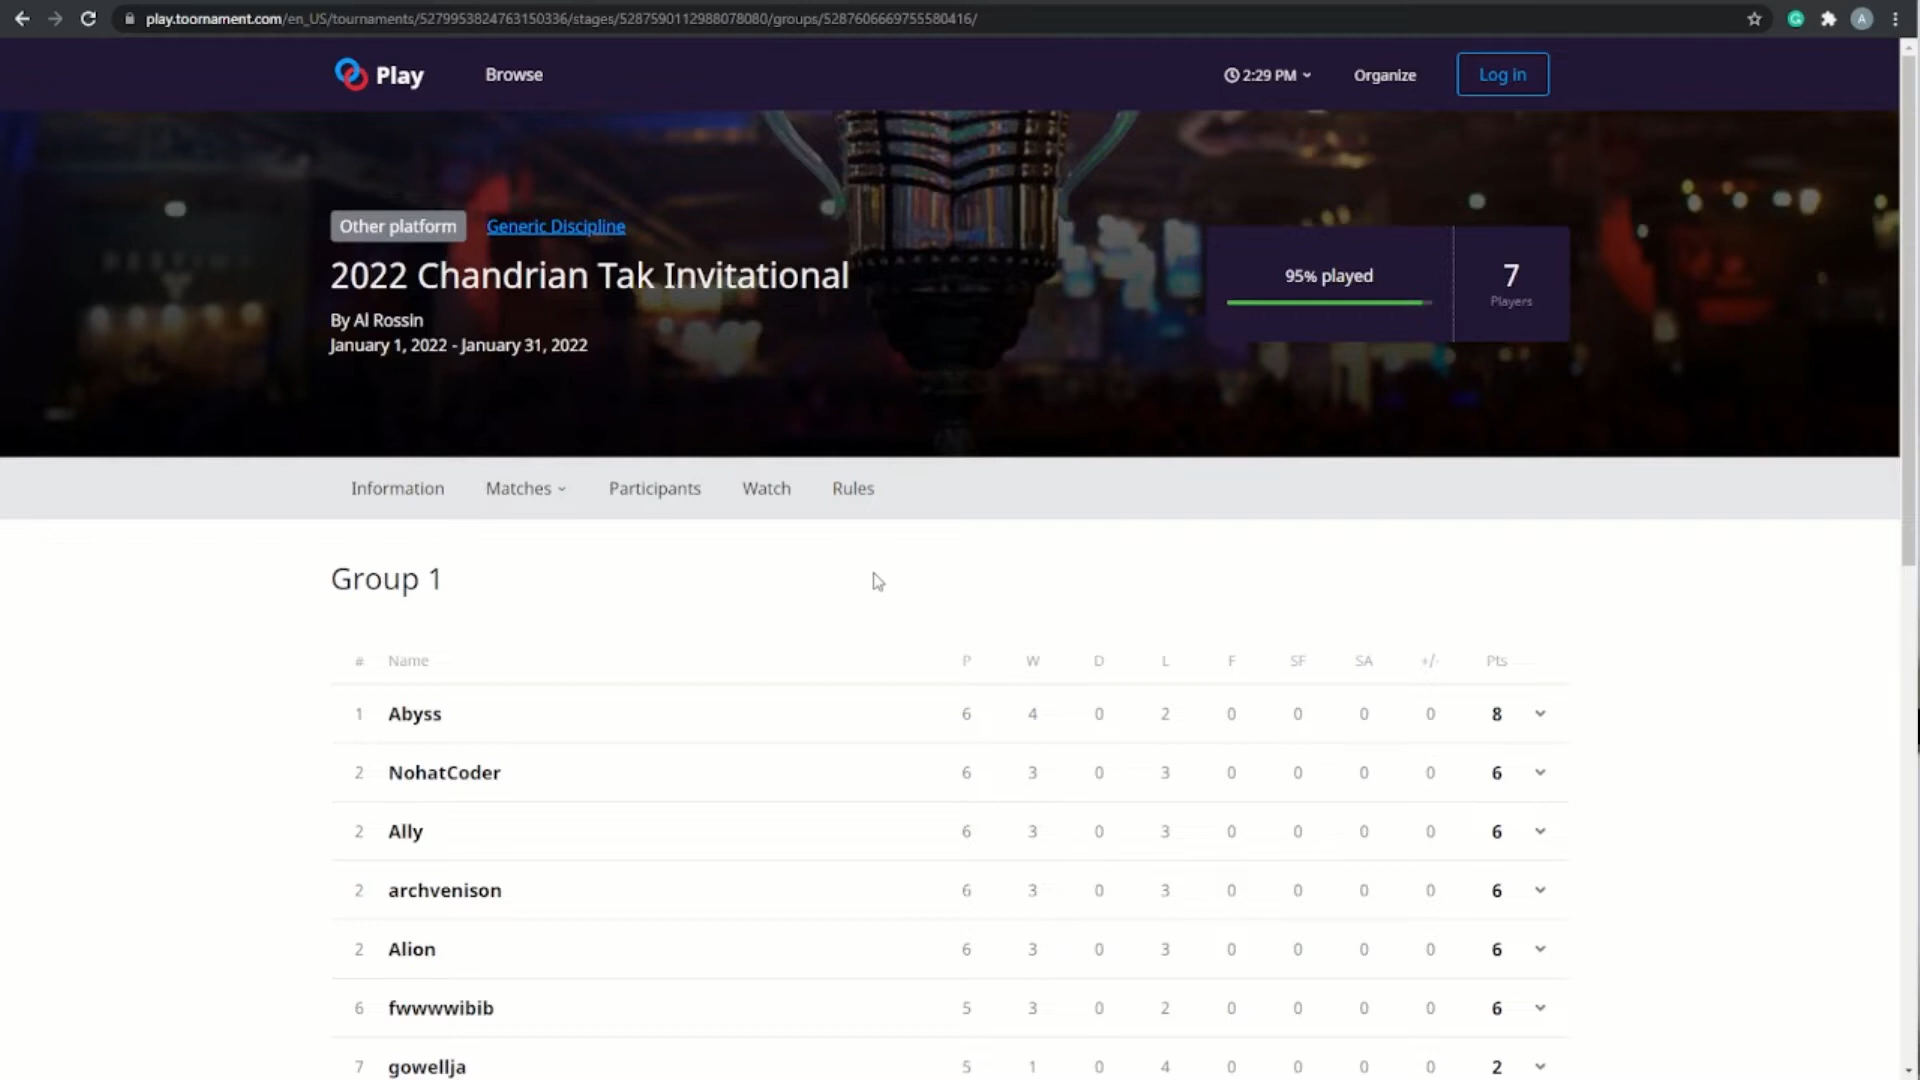 play.toornament.com/en_US/tournaments/5279953824763150336/stages/5287590112988078080/groups/5287606669755580416/
A
Play
Browse
2:29 PM
Organize
Log in
Other platform
Generic Discipline
2022 Chandrian Tak Invitational
By Al Rossin
January 1, 2022 - January 31, 2022
95% played
7
Players
Information Matches Participants Watch Rules
Group 1
# Name P W D L F SF SA +/- Pts
1 Abyss 6 4 0 2 0 0 0 0 8
2 NohatCoder 6 3 0 3 0 0 0 0 6
2 Ally 6 3 0 3 0 0 0 0 6
2 archvenison 6 3 0 3 0 0 0 0 6
2 Alion 6 3 0 3 0 0 0 0 6
6 fwwwwibib 5 3 0 2 0 0 0 0 6
7 gowellja 5 1 0 4 0 0 0 0 2